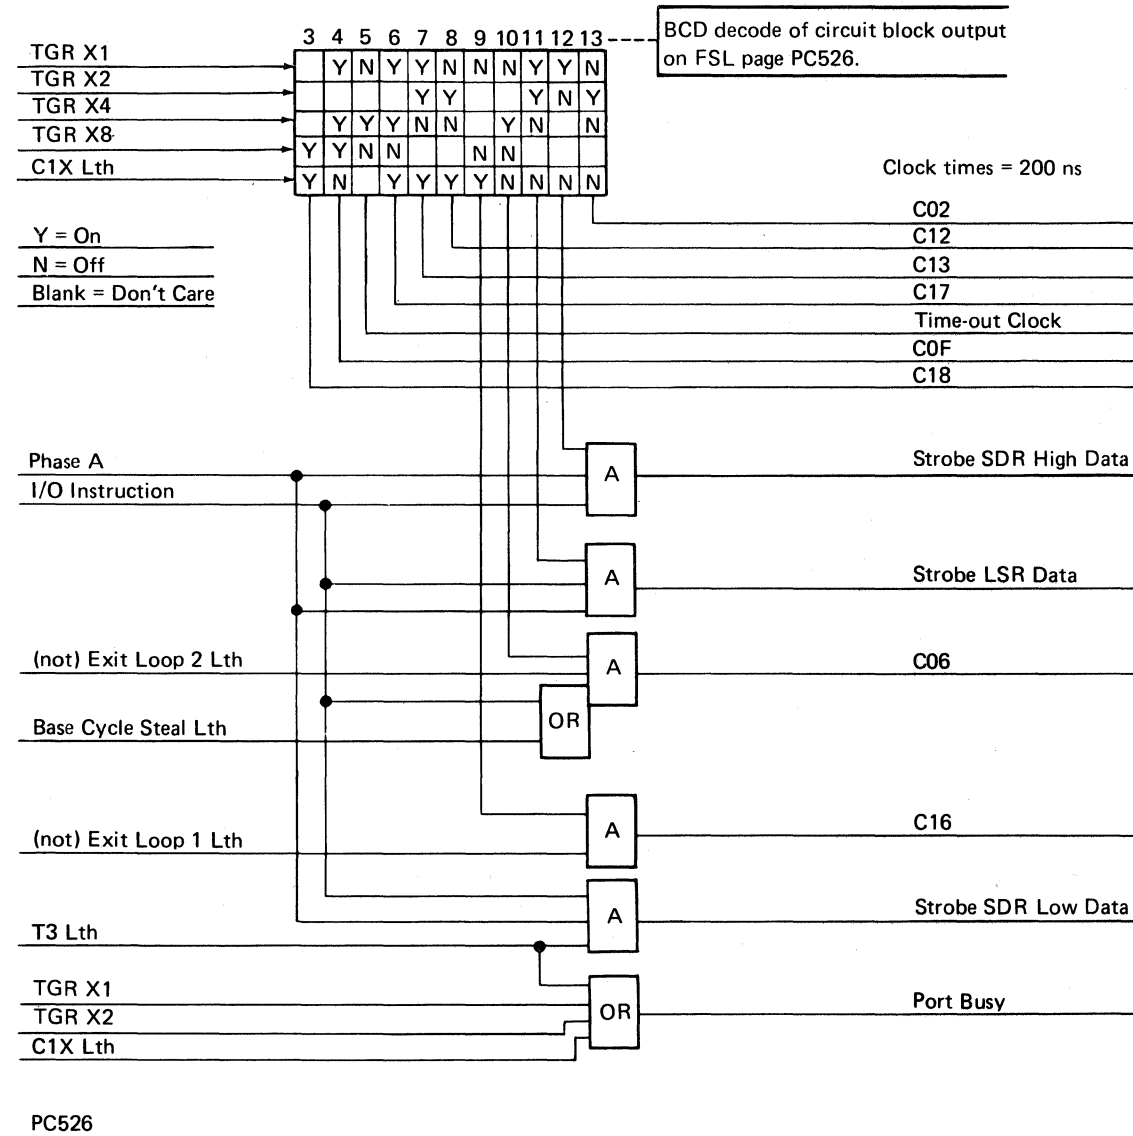 BCD decode of circuit block output
on FSL page PC526.
3 4 5 6 7 8 9 10 11 12 13
TGR X1
Y N Y Y N N N Y Y N
TGR X2
Y Y Y N Y
TGR X4
Y Y Y N N Y N N
TGR X8
Y Y N N N N
C1X Lth
Y N Y Y Y Y N N N N
Clock times = 200 ns
Y = On
N = Off
Blank = Don't Care
C02
C12
C13
C17
Time-out Clock
C0F
C18
Phase A
I/O Instruction
A
Strobe SDR High Data
A
Strobe LSR Data
(not) Exit Loop 2 Lth
A
C06
OR
Base Cycle Steal Lth
A
C16
(not) Exit Loop 1 Lth
A
Strobe SDR Low Data
T3 Lth
TGR X1
TGR X2
C1X Lth
OR
Port Busy
PC526